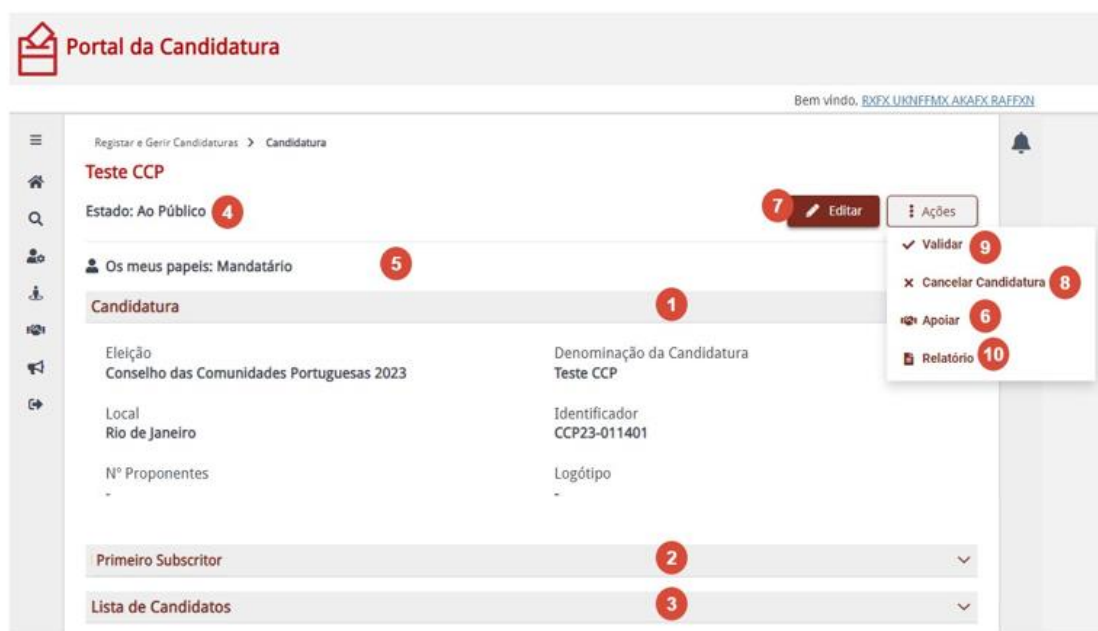 Portal da Candidatura
Bem vindo, RXFX UKNFFMX AKAFX RAFFXN
Registar e Gerir Candidaturas > Candidatura
Teste CCP
Estado: Ao Público 4
7 Editar Ações
Validar 9
Os meus papeis: Mandatário 5
Cancelar Candidatura 8
Candidatura 1
Apoiar 6
Eleição Denominação da Candidatura
Relatório 10
Conselho das Comunidades Portuguesas 2023 Teste CCP
Local Identificador
Rio de Janeiro CCP23-011401
Nº Proponentes Logótipo
- -
Primeiro Subscritor 2
Lista de Candidatos 3